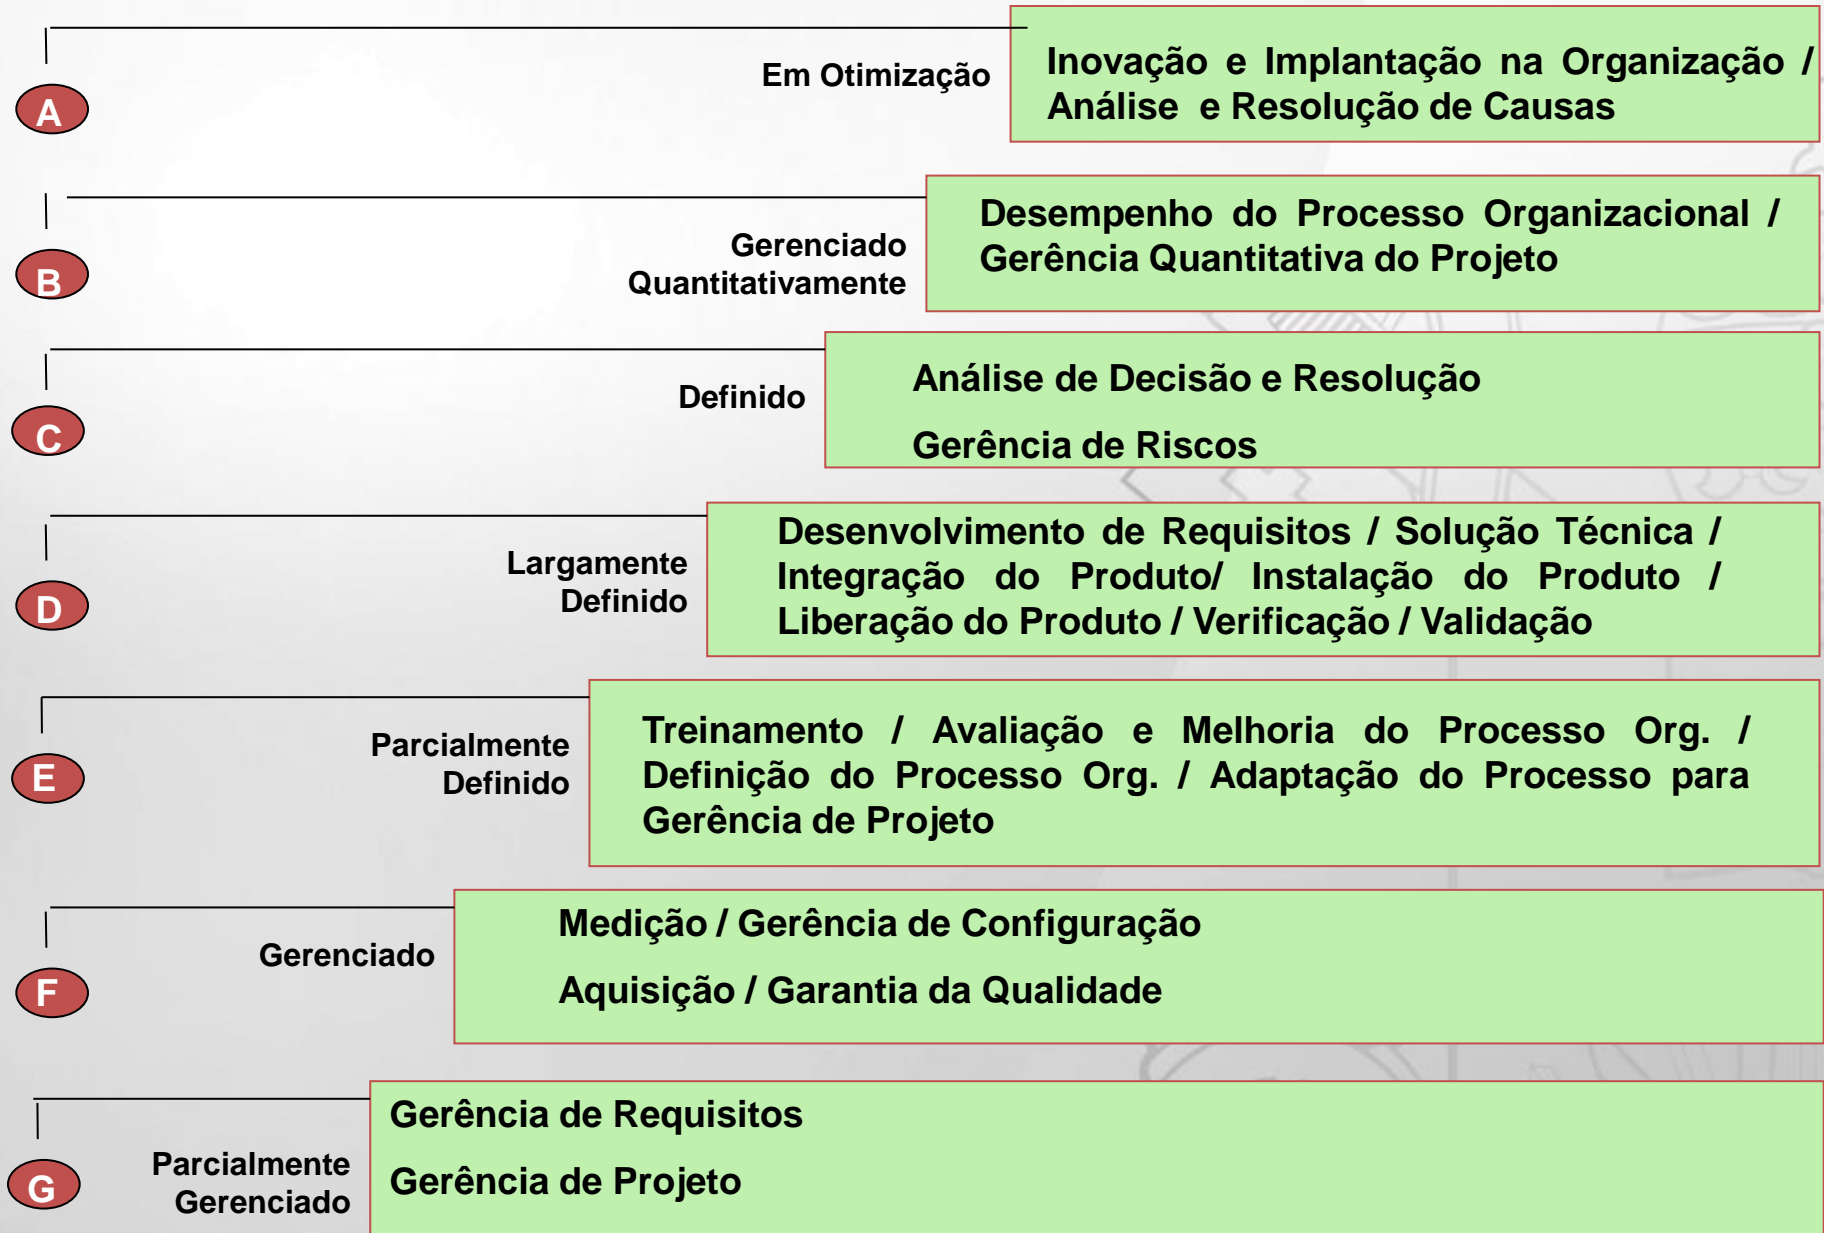 A
Em Otimização
Inovação e Implantação na Organização /
Análise e Resolução de Causas
B
Gerenciado
Quantitativamente
Desempenho do Processo Organizacional /
Gerência Quantitativa do Projeto
C
Definido
Análise de Decisão e Resolução
Gerência de Riscos
D
Largamente
Definido
Desenvolvimento de Requisitos / Solução Técnica /
Integração do Produto/ Instalação do Produto /
Liberação do Produto / Verificação / Validação
E
Parcialmente
Definido
Treinamento / Avaliação e Melhoria do Processo Org. /
Definição do Processo Org. / Adaptação do Processo para
Gerência de Projeto
F
Gerenciado
Medição / Gerência de Configuração
Aquisição / Garantia da Qualidade
G
Parcialmente
Gerenciado
Gerência de Requisitos
Gerência de Projeto